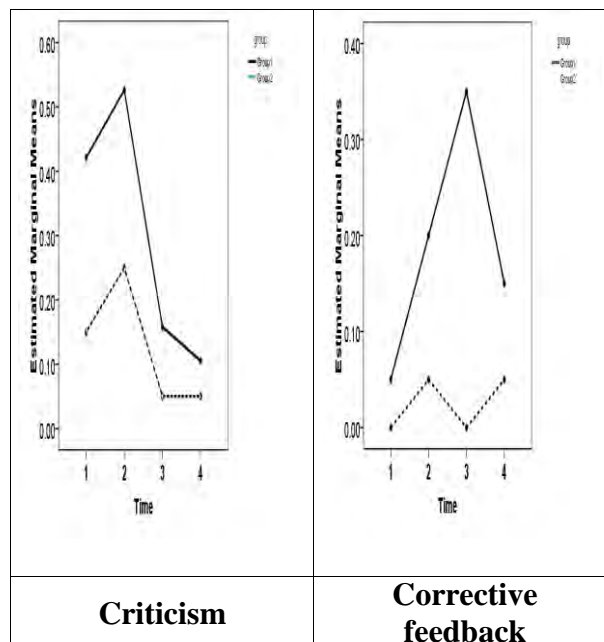 group
Group1
Group2
Estimated Marginal Means
0.60
0.50
0.40
0.30
0.20
0.10
0.00
1 2 3 4
Time
Criticism
group
Group1
Group2
Estimated Marginal Means
0.40
0.30
0.20
0.10
0.00
1 2 3 4
Time
Corrective
feedback